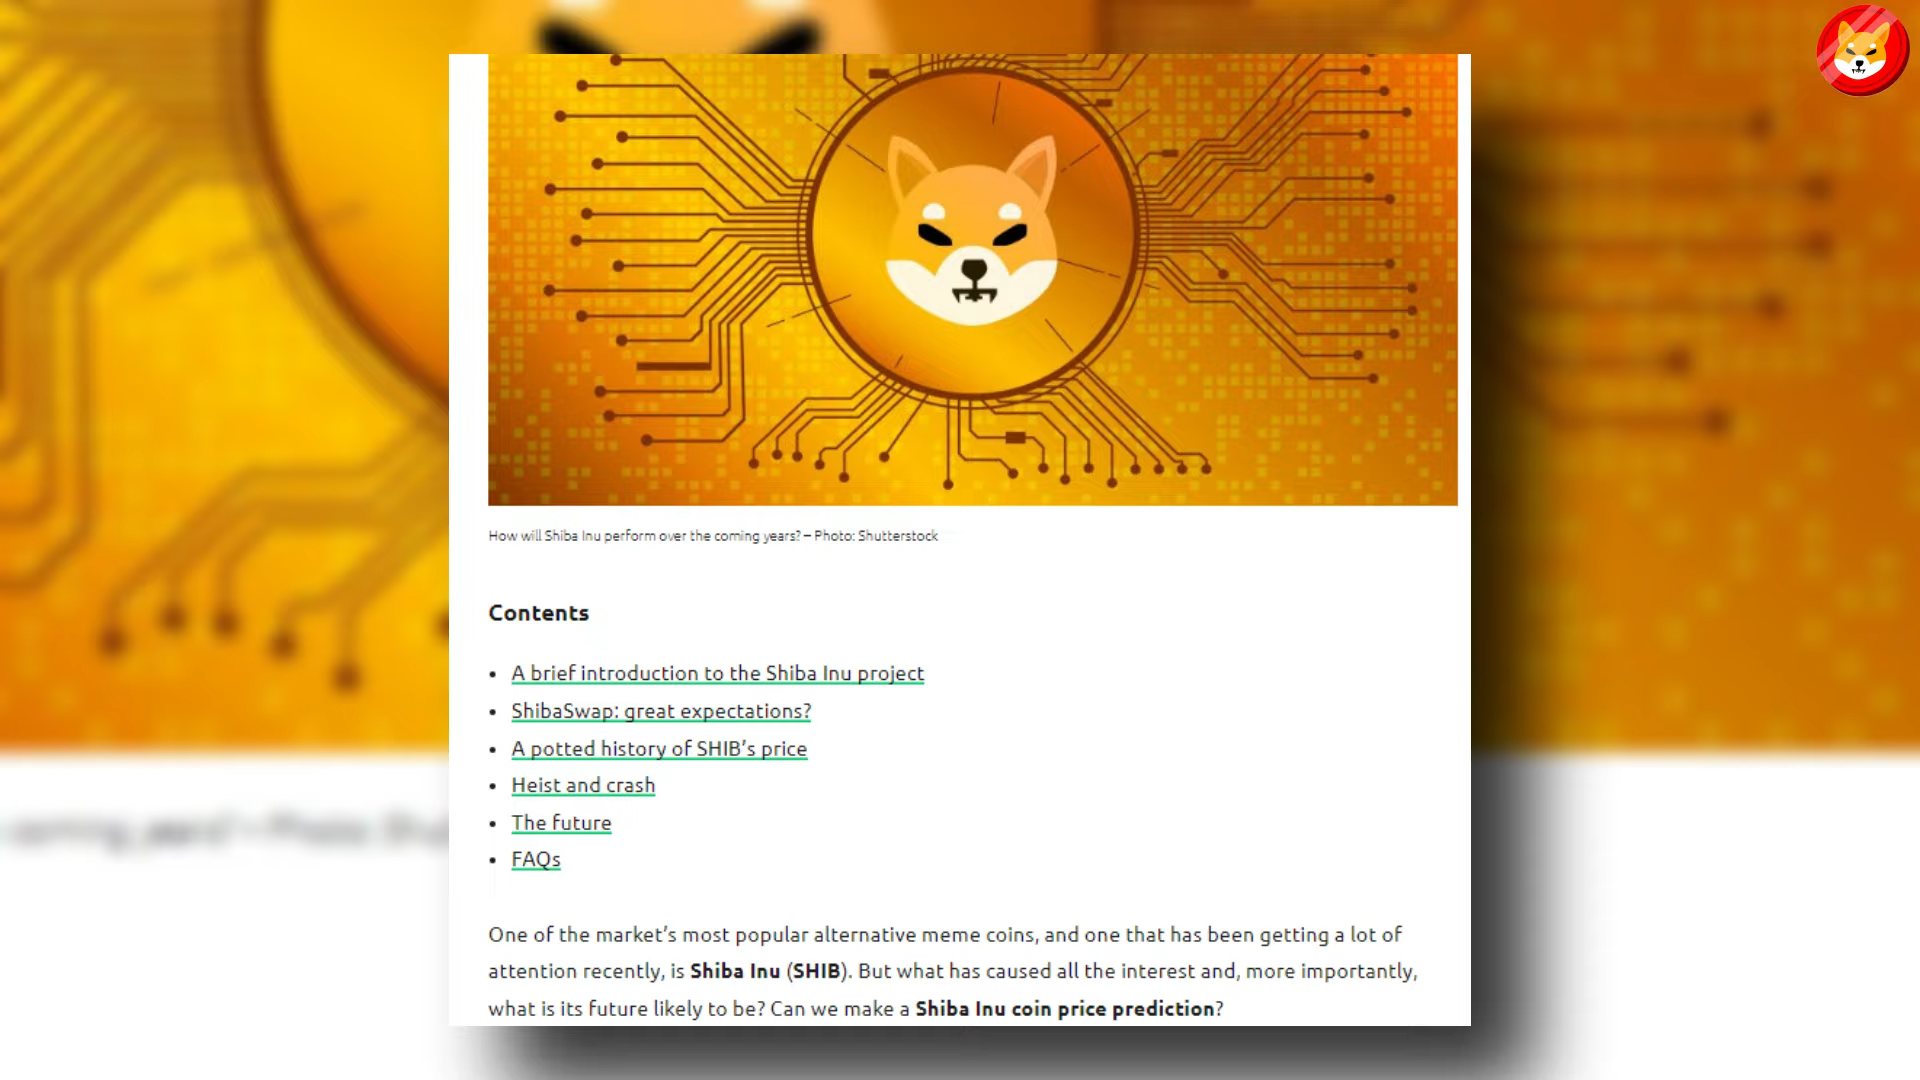 How will Shiba Inu perform over the coming years? – Photo: Shutterstock
Contents
• A brief introduction to the Shiba Inu project
• ShibaSwap: great expectations?
• A potted history of SHIB’s price
• Heist and crash
• The future
• FAQs
One of the market’s most popular alternative meme coins, and one that has been getting a lot of
attention recently, is Shiba Inu (SHIB). But what has caused all the interest and, more importantly,
what is its future likely to be? Can we make a Shiba Inu coin price prediction?